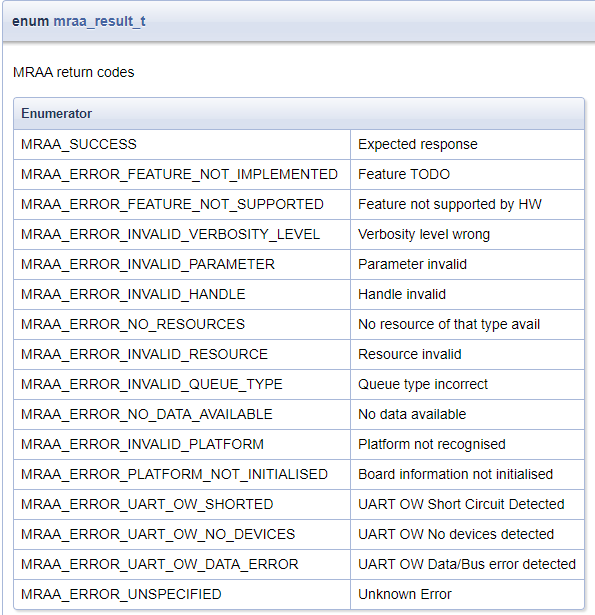 enum mraa_result_t
MRAA return codes
Enumerator
MRAA_SUCCESS Expected response
MRAA_ERROR_FEATURE_NOT_IMPLEMENTED Feature TODO
MRAA_ERROR_FEATURE_NOT_SUPPORTED Feature not supported by HW
MRAA_ERROR_INVALID_VERBOSITY_LEVEL Verbosity level wrong
MRAA_ERROR_INVALID_PARAMETER Parameter invalid
MRAA_ERROR_INVALID_HANDLE Handle invalid
MRAA_ERROR_NO_RESOURCES No resource of that type avail
MRAA_ERROR_INVALID_RESOURCE Resource invalid
MRAA_ERROR_INVALID_QUEUE_TYPE Queue type incorrect
MRAA_ERROR_NO_DATA_AVAILABLE No data available
MRAA_ERROR_INVALID_PLATFORM Platform not recognised
MRAA_ERROR_PLATFORM_NOT_INITIALISED Board information not initialised
MRAA_ERROR_UART_OW_SHORTED UART OW Short Circuit Detected
MRAA_ERROR_UART_OW_NO_DEVICES UART OW No devices detected
MRAA_ERROR_UART_OW_DATA_ERROR UART OW Data/Bus error detected
MRAA_ERROR_UNSPECIFIED Unknown Error